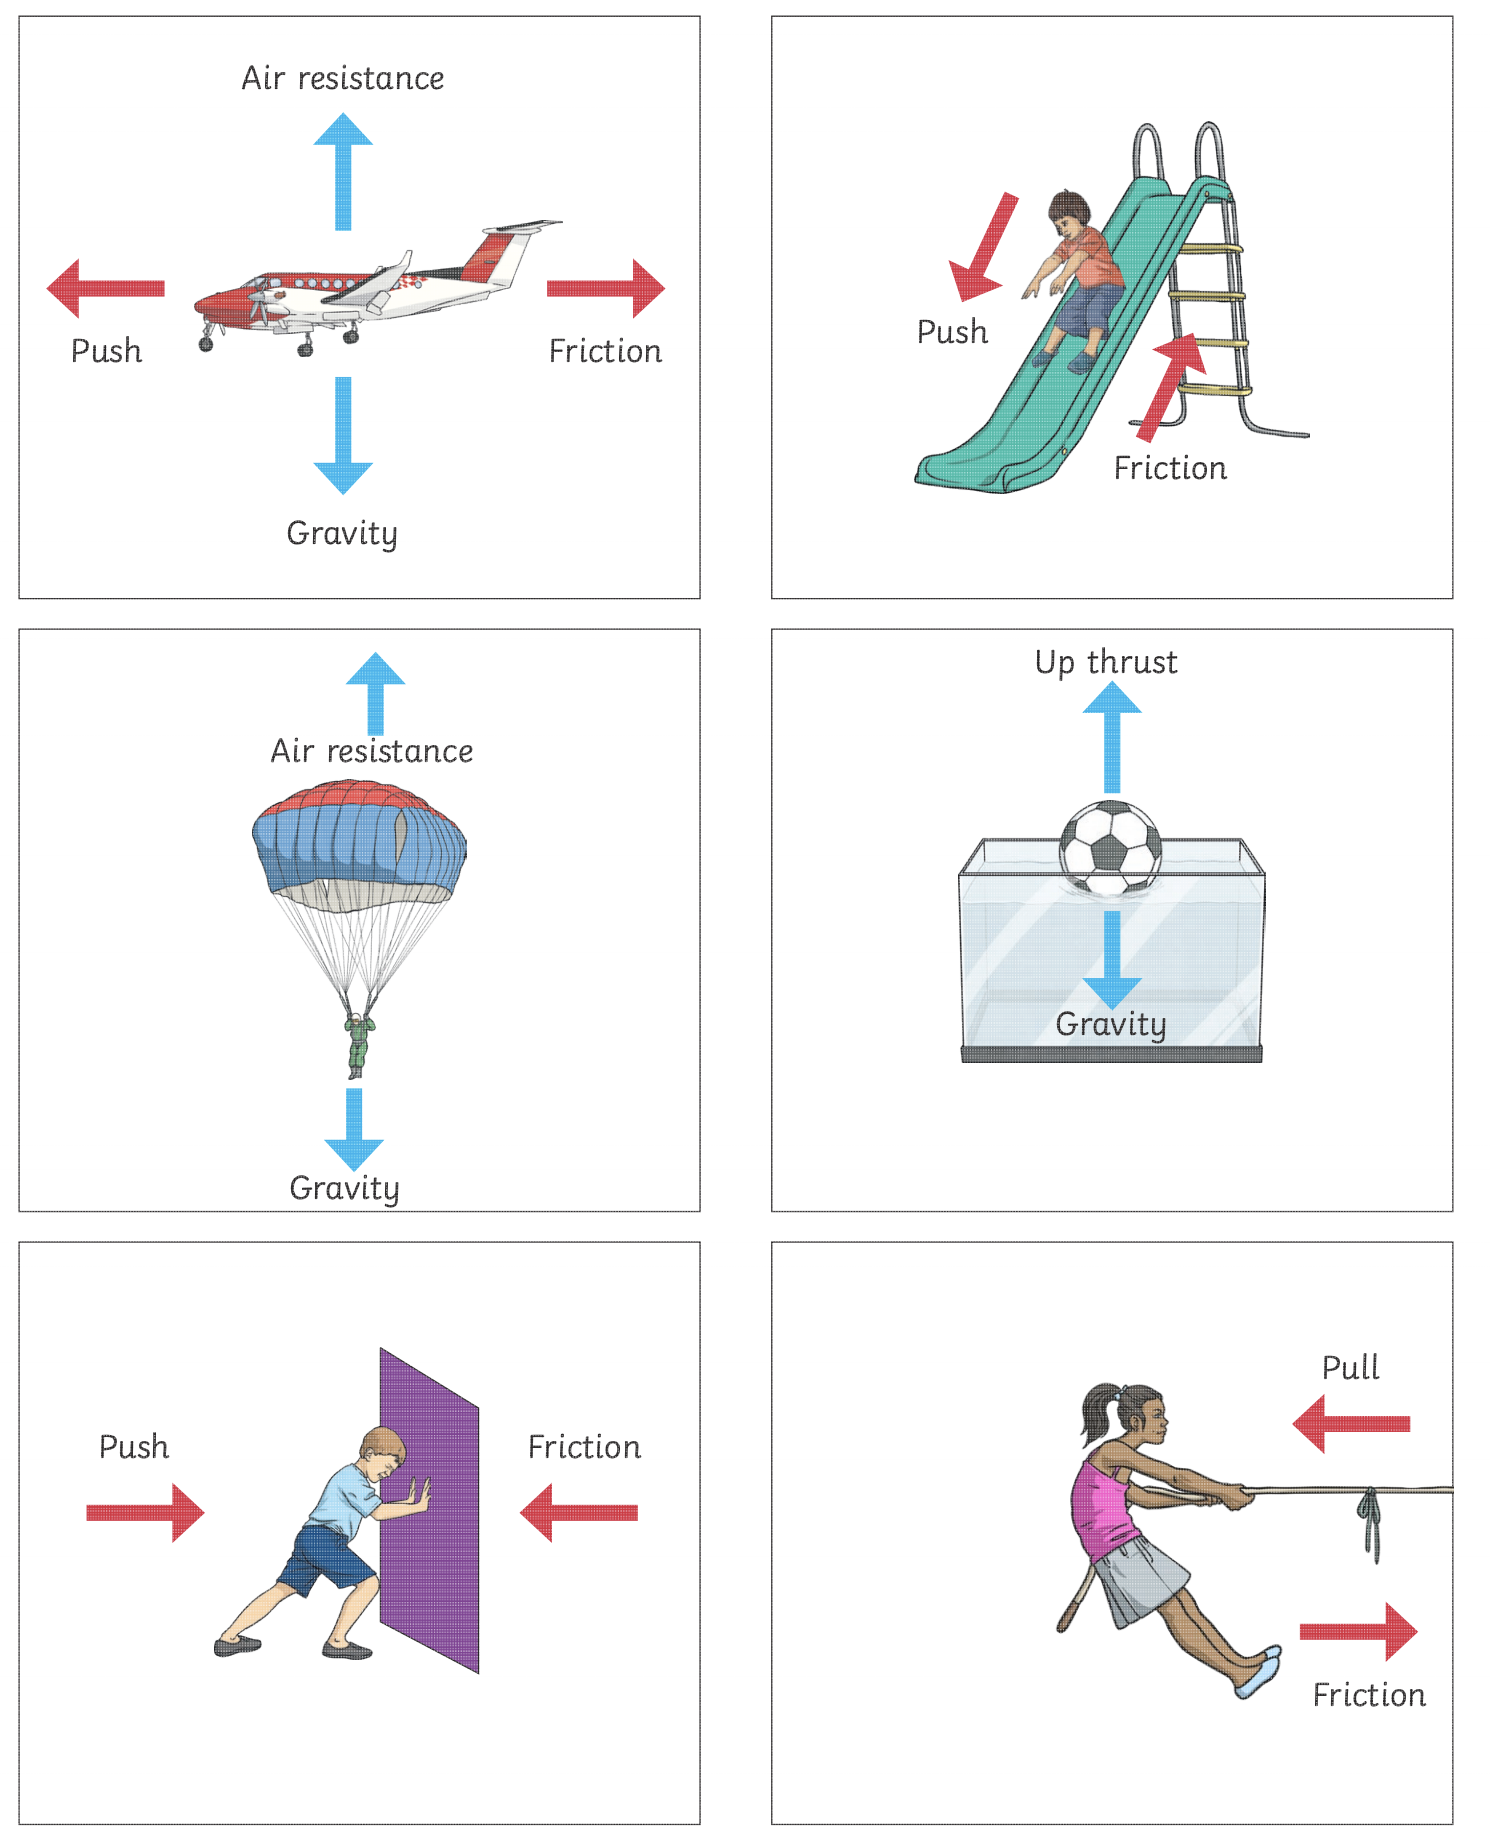 Air resistance
Push
Friction
Gravity
Push
Friction
Air resistance
Gravity
Up thrust
Gravity
Push
Friction
Pull
Friction